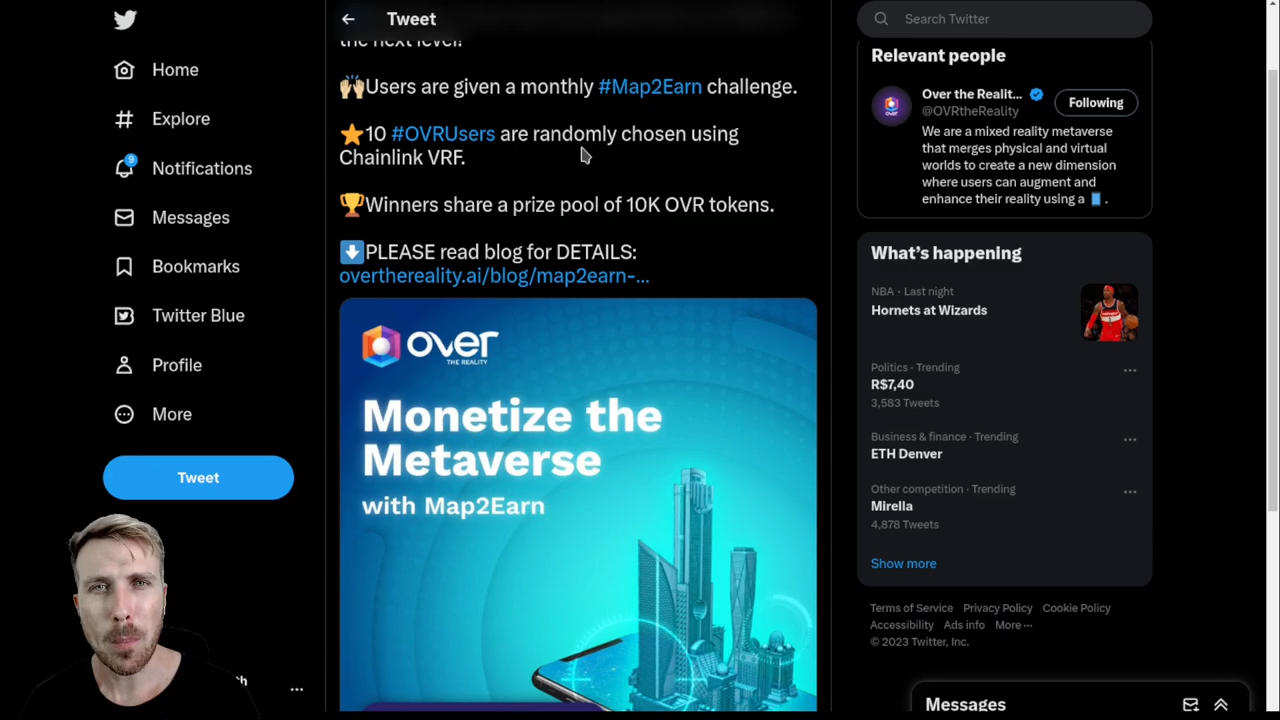 Home
Explore
9
Notifications
Messages
Bookmarks
Twitter Blue
Profile
More
Tweet
Tweet
the next level!
🙌🏻Users are given a monthly #Map2Earn challenge.
⭐10 #OVRUsers are randomly chosen using
Chainlink VRF.
🏆Winners share a prize pool of 10K OVR tokens.
⬇️PLEASE read blog for DETAILS:
overthereality.ai/blog/map2earn-...
over
THE REALITY
Monetize the
Metaverse
with Map2Earn
Search Twitter
Relevant people
Over the Realit...
@OVRtheReality
Following
We are a mixed reality metaverse
that merges physical and virtual
worlds to create a new dimension
where users can augment and
enhance their reality using a 📱.
What's happening
NBA · Last night
Hornets at Wizards
Politics · Trending
R$7,40
3,583 Tweets
Business & finance · Trending
ETH Denver
Other competition · Trending
Mirella
4,878 Tweets
Show more
Terms of Service Privacy Policy Cookie Policy
Accessibility Ads info More ...
© 2023 Twitter, Inc.
Messages